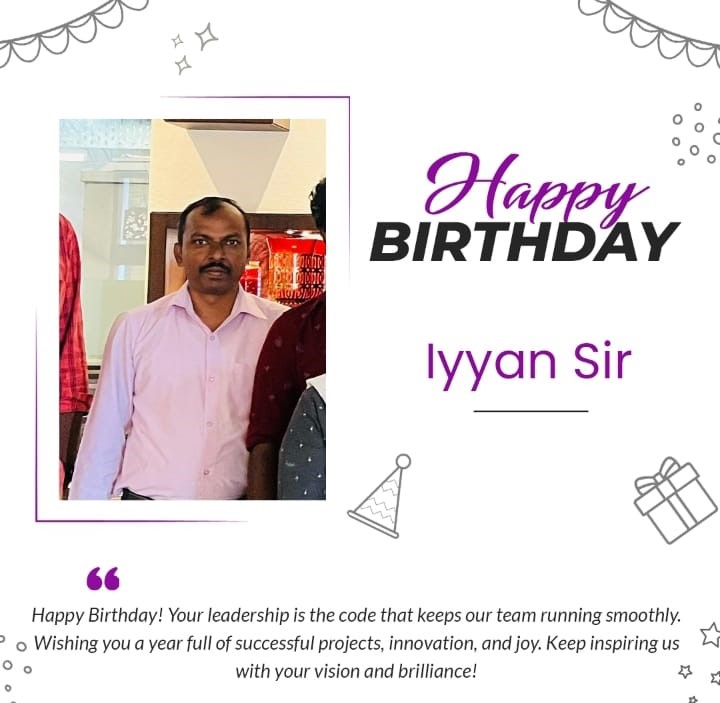 Happy
BIRTHDAY
Iyyan Sir
❝
Happy Birthday! Your leadership is the code that keeps our team running smoothly.
Wishing you a year full of successful projects, innovation, and joy. Keep inspiring us
with your vision and brilliance!